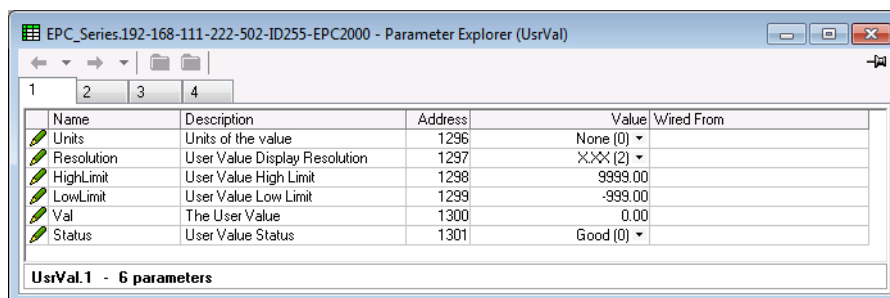 EPC_Series.192-168-111-222-502-ID255-EPC2000 - Parameter Explorer (UsrVal)
1 2 3 4
Name Description Address Value Wired From
Units Units of the value 1296 None (0)
Resolution User Value Display Resolution 1297 X.XX (2)
HighLimit User Value High Limit 1298 9999.00
LowLimit User Value Low Limit 1299 -999.00
Val The User Value 1300 0.00
Status User Value Status 1301 Good (0)
UsrVal.1 - 6 parameters